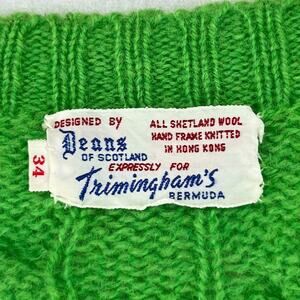 DESIGNED BY
Deans
OF SCOTLAND
ALL SHETLAND WOOL
HAND FRAME KNITTED
IN HONG KONG
EXPRESSLY FOR
Trimingham's
BERMUDA
34